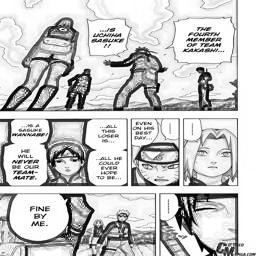 THE
FOURTH
MEMBER
OF TEAM
KAKASHI...
...IS
UCHIHA
SASUKE
!!
EVEN
ON HIS
BEST
DAY...
...ALL
THIS
LOSER
IS...
...IS A
SASUKE
WANNABE!
...ALL HE
COULD
EVER
HOPE
TO BE...
HE WILL
NEVER
BE OUR
TEAM-
MATE.
FINE
BY ME.